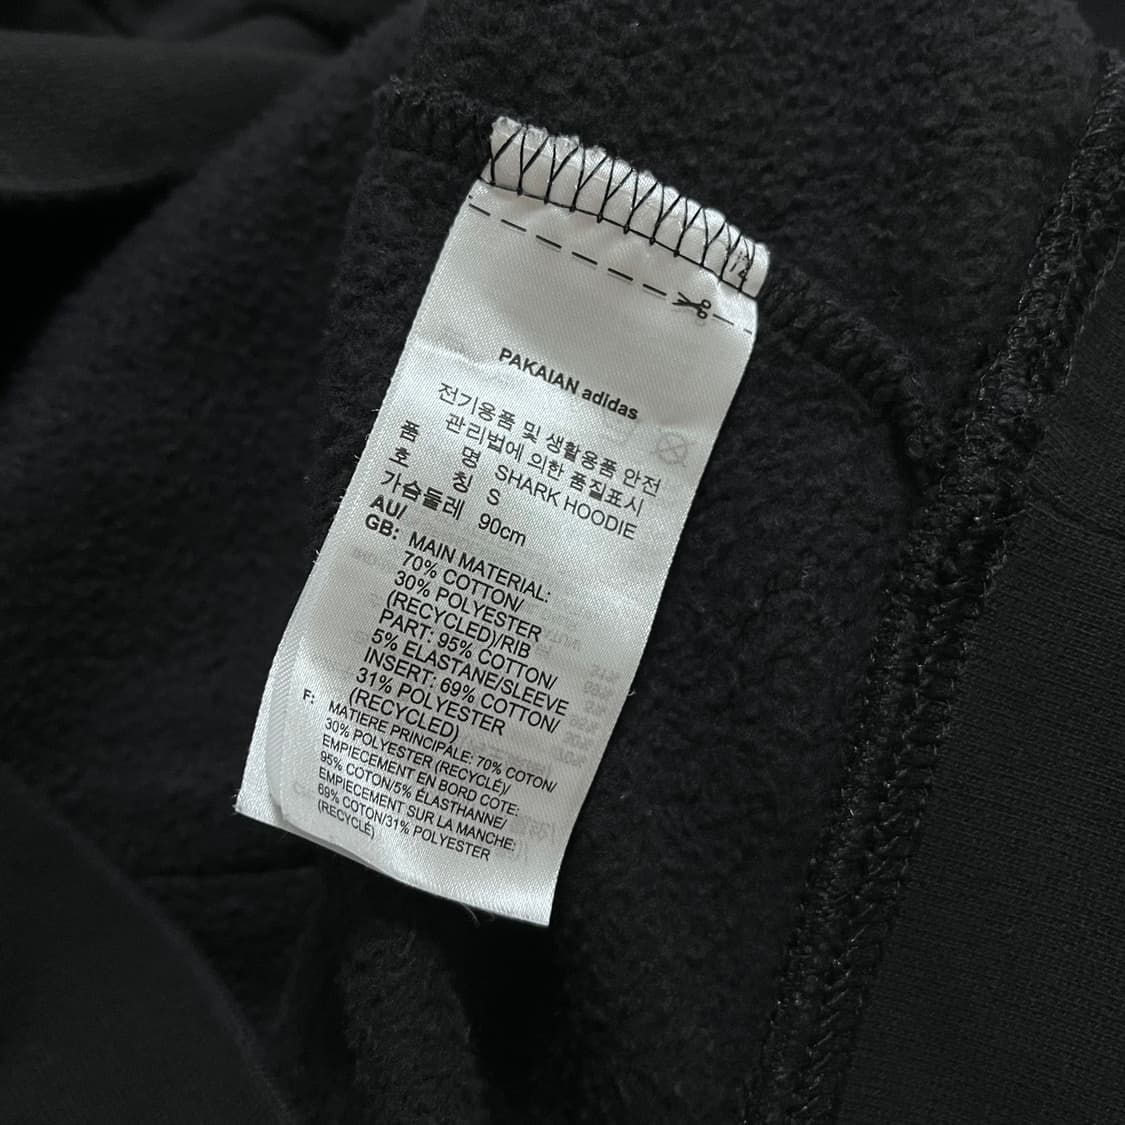 PAKAIAN adidas
전기용품 및 생활용품 안전
관리법에 의한 품질표시
품 명 SHARK HOODIE
호 칭 S
가슴둘레 90cm
AU/
GB: MAIN MATERIAL:
70% COTTON/
30% POLYESTER
(RECYCLED)/RIB
PART: 95% COTTON/
5% ELASTANE/SLEEVE
INSERT: 69% COTTON/
31% POLYESTER
(RECYCLED)
F: MATIERE PRINCIPALE: 70% COTON/
30% POLYESTER (RECYCLÉ)/
EMPIECEMENT EN BORD COTE:
95% COTON/5% ÉLASTHANNE/
EMPIECEMENT SUR LA MANCHE:
69% COTON/31% POLYESTER
(RECYCLÉ)